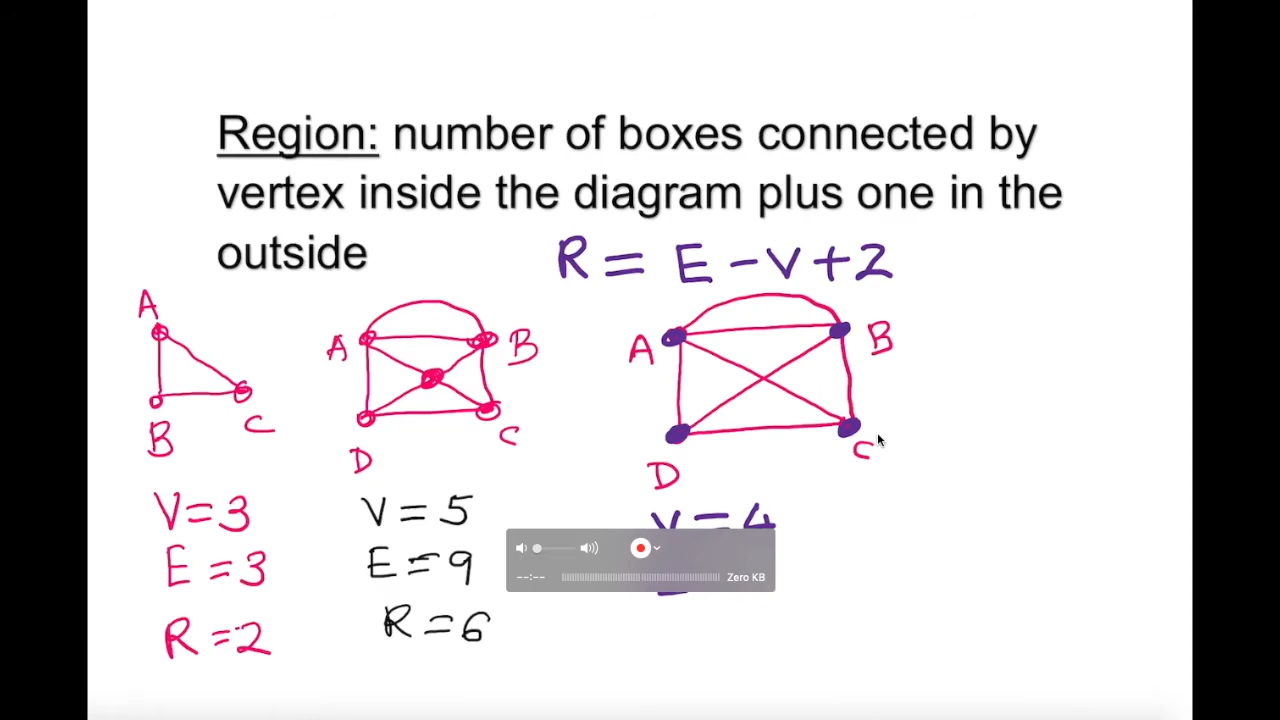 Region: number of boxes connected by
vertex inside the diagram plus one in the
outside
R = E - V + 2
A
B
C
A
B
D
C
A
B
D
C
V = 3
E = 3
R = 2
V = 5
E = 9
R = 6
V = 4
--:--
Zero KB